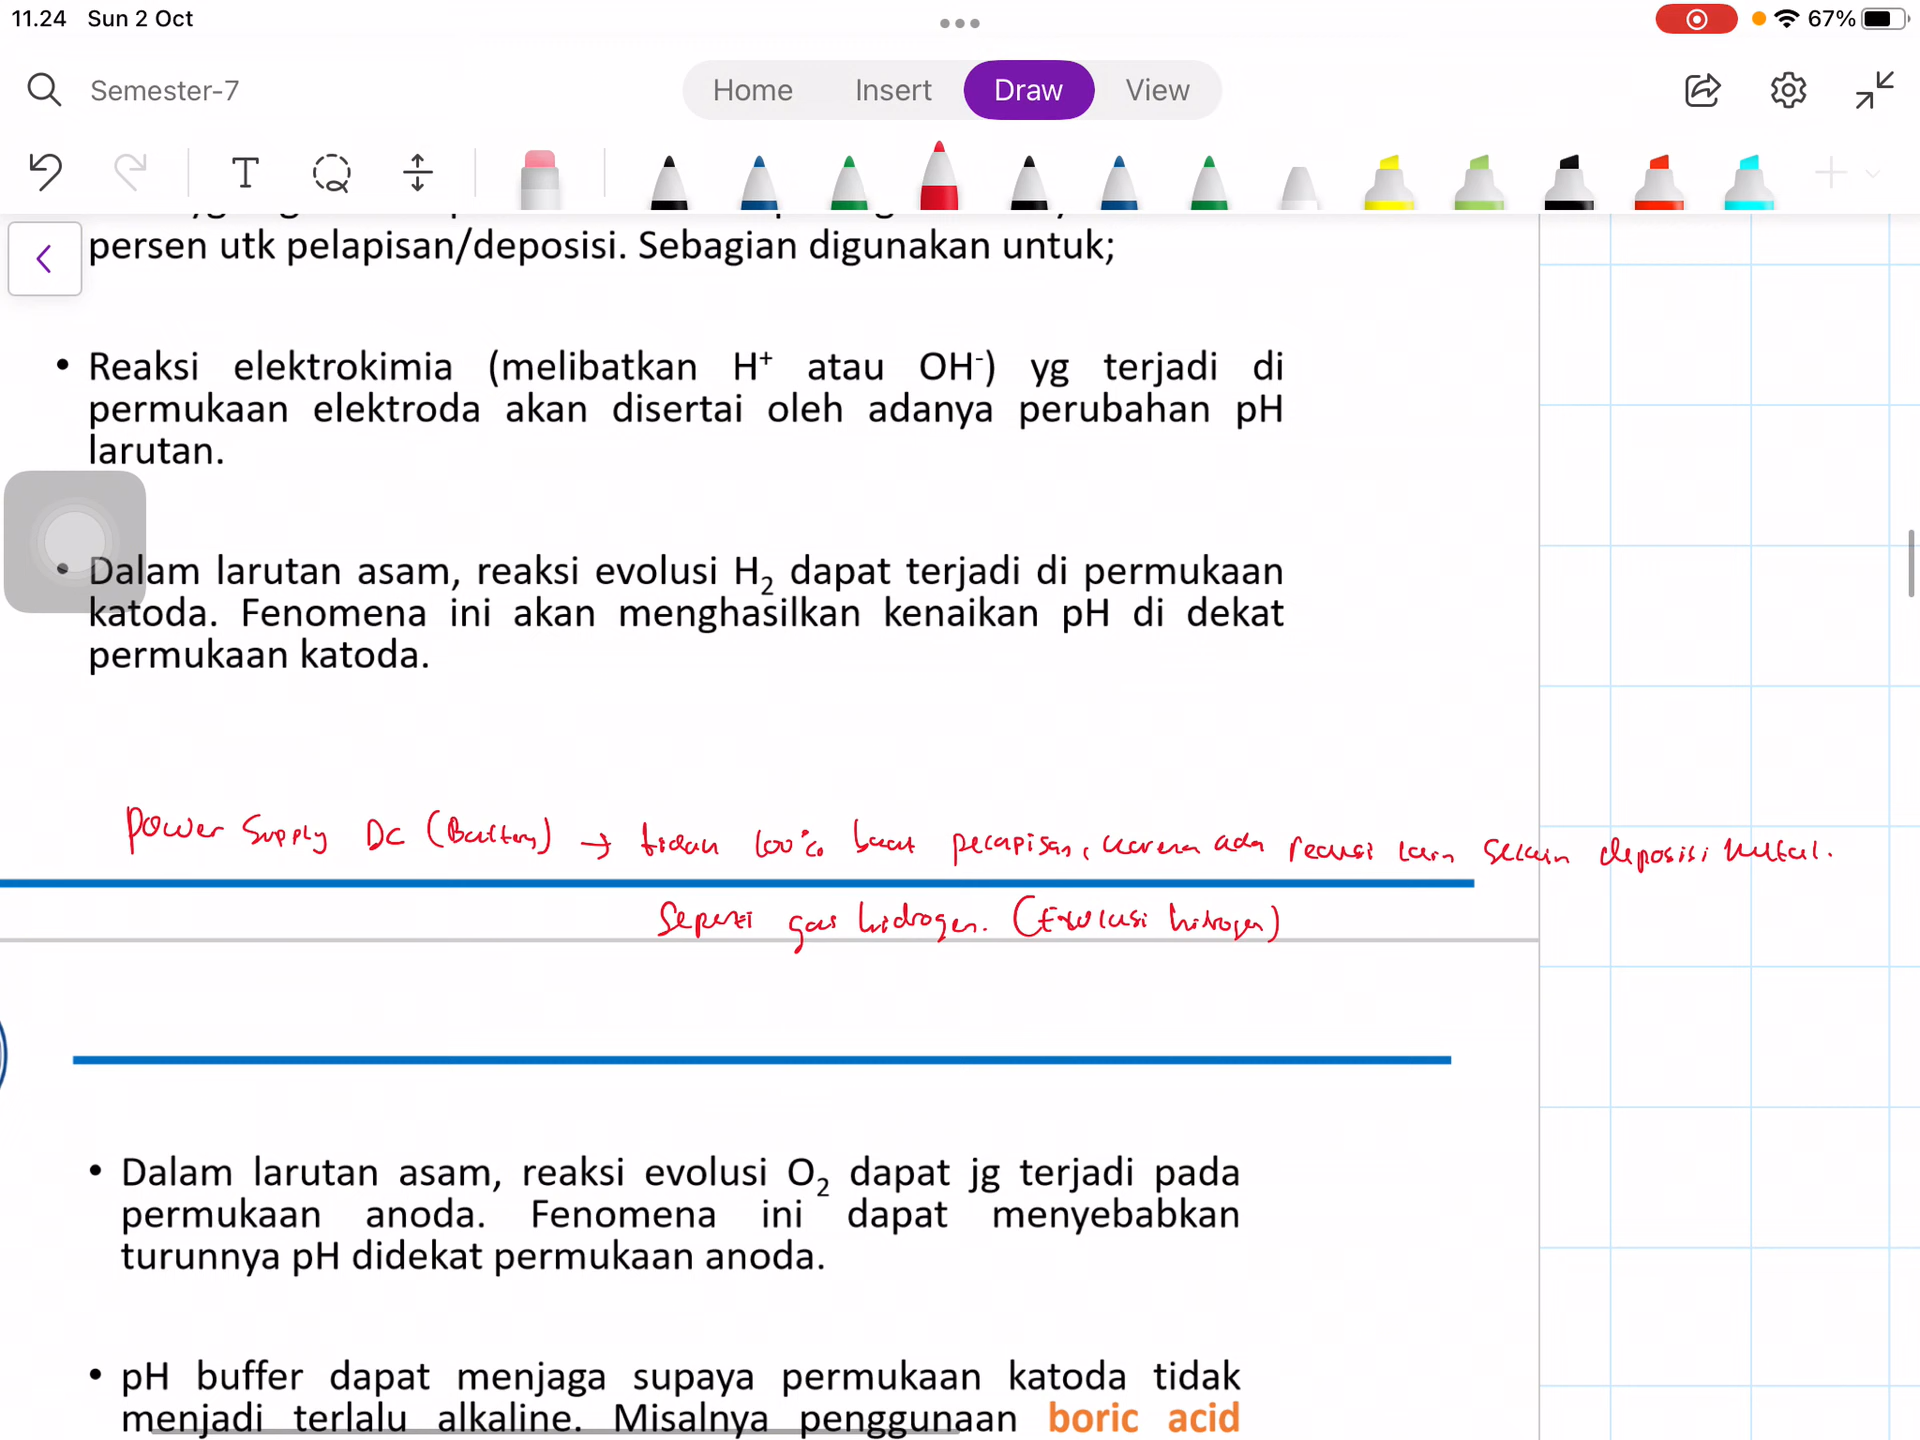 11.24 Sun 2 Oct
67%
Semester-7
Home Insert Draw View
persen utk pelapisan/deposisi. Sebagian digunakan untuk;
• Reaksi elektrokimia (melibatkan H⁺ atau OH⁻) yg terjadi di
permukaan elektroda akan disertai oleh adanya perubahan pH
larutan.
• Dalam larutan asam, reaksi evolusi H₂ dapat terjadi di permukaan
katoda. Fenomena ini akan menghasilkan kenaikan pH di dekat
permukaan katoda.
Power Supply DC (Battery) → tidak 100% buat pelapisan, karena ada reaksi lain selain deposisi metal.
Seperti gas hidrogen. (Evolusi hidrogen)
• Dalam larutan asam, reaksi evolusi O₂ dapat jg terjadi pada
permukaan anoda. Fenomena ini dapat menyebabkan
turunnya pH didekat permukaan anoda.
• pH buffer dapat menjaga supaya permukaan katoda tidak
menjadi terlalu alkaline. Misalnya penggunaan boric acid